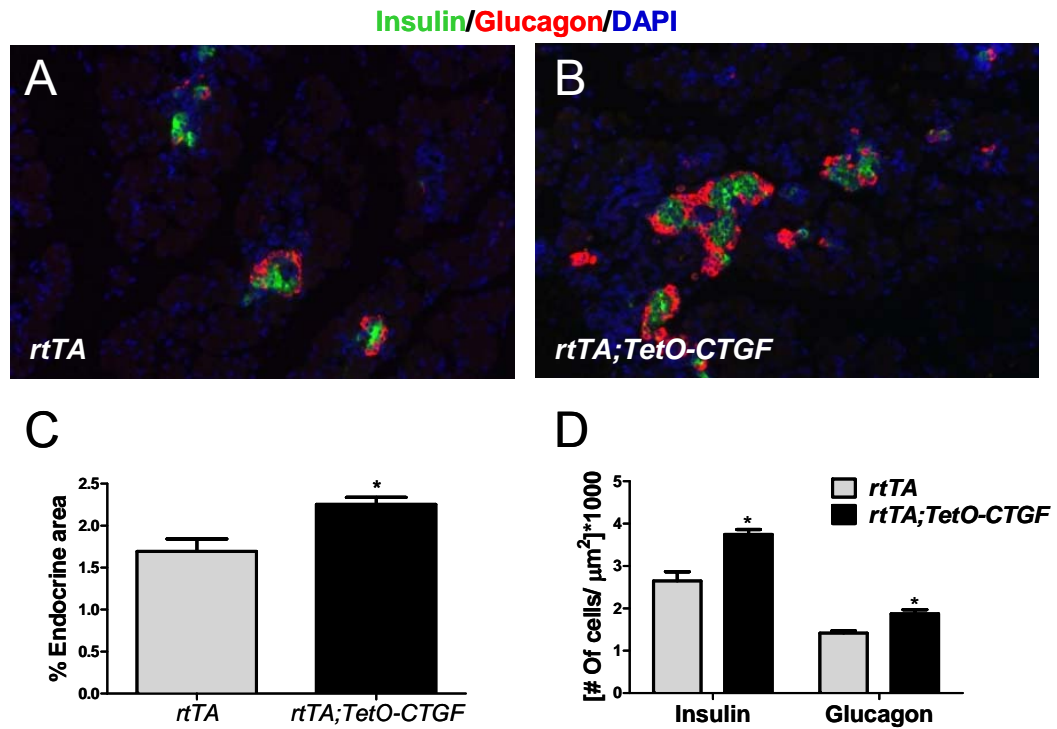 Insulin/Glucagon/DAPI
A
rtTA
B
rtTA;TetO-CTGF
C
% Endocrine area
2.5
2.0
1.5
1.0
0.5
0.0
rtTA
rtTA;TetO-CTGF
*
D
[# Of cells/ μm²]*1000
5
4
3
2
1
0
*
*
Insulin
Glucagon
rtTA
rtTA;TetO-CTGF